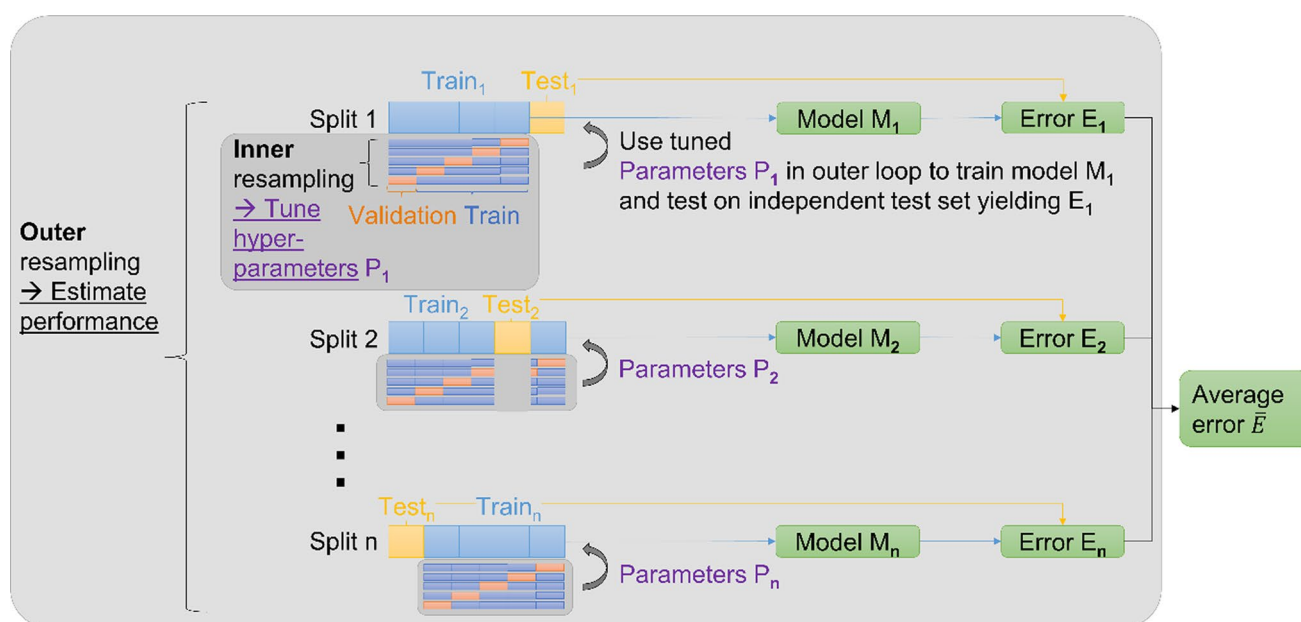 Train₁ Test₁
Split 1
Model M₁
Error E₁
Inner
resampling
→ Tune
hyper-
parameters P₁
Validation Train
Use tuned
Parameters P₁ in outer loop to train model M₁
and test on independent test set yielding E₁
Outer
resampling
→ Estimate
performance
Train₂ Test₂
Split 2
Model M₂
Error E₂
Parameters P₂
Average
error Ē
Testₙ Trainₙ
Split n
Model Mₙ
Error Eₙ
Parameters Pₙ